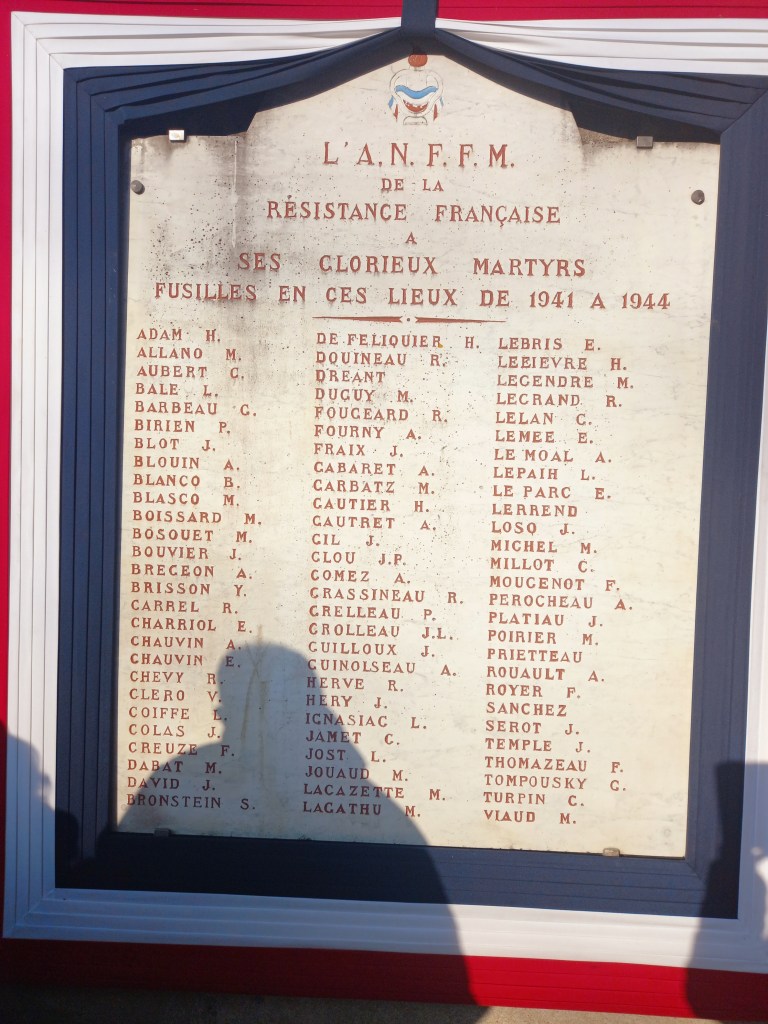 L'A.N.F.F.M.
DE LA
RÉSISTANCE FRANÇAISE
A
SES GLORIEUX MARTYRS
FUSILLES EN CES LIEUX DE 1941 A 1944
ADAM H.
ALLANO M.
AUBERT C.
BALE L.
BARBEAU G.
BIRIEN P.
BLOT J.
BLOUIN A.
BLANCO B.
BLASCO M.
BOISSARD M.
BOSQUET M.
BOUVIER J.
BREGEON A.
BRISSON Y.
CARREL R.
CHARRIOL E.
CHAUVIN A.
CHAUVIN E.
CHEVY R.
CLERO V.
COIFFE L.
COLAS J.
CREUZE F.
DABAT M.
DAVID J.
BRONSTEIN S.
DE FELIQUIER H.
DOUINEAU R.
DREANT
DUGUY M.
FOUGEARD R.
FOURNY A.
FRAIX J.
GABARET A.
GARBATZ M.
GAUTIER H.
GAUTRET A.
GIL J.
GLOU J.P.
GOMEZ A.
GRASSINEAU R.
GRELLEAU P.
GROLLEAU J.L.
GUILLOUX J.
GUINOLSEAU A.
HERVE R.
HERY J.
IGNASIAC L.
JAMET C.
JOST L.
JOUAUD M.
LACAZETTE M.
LAGATHU M.
LEBRIS E.
LEFIEVRE H.
LEGENDRE M.
LEGRAND R.
LELAN C.
LEMEE E.
LE MOAL A.
LEPAIH L.
LE PARC E.
LERREND
LOSQ J.
MICHEL M.
MILLOT C.
MOUGENOT F.
PEROCHEAU A.
PLATIAU J.
POIRIER M.
PRIETTEAU
ROUAULT A.
ROYER F.
SANCHEZ
SEROT J.
TEMPLE J.
THOMAZEAU F.
TOMPOUSKY G.
TURPIN C.
VIAUD M.